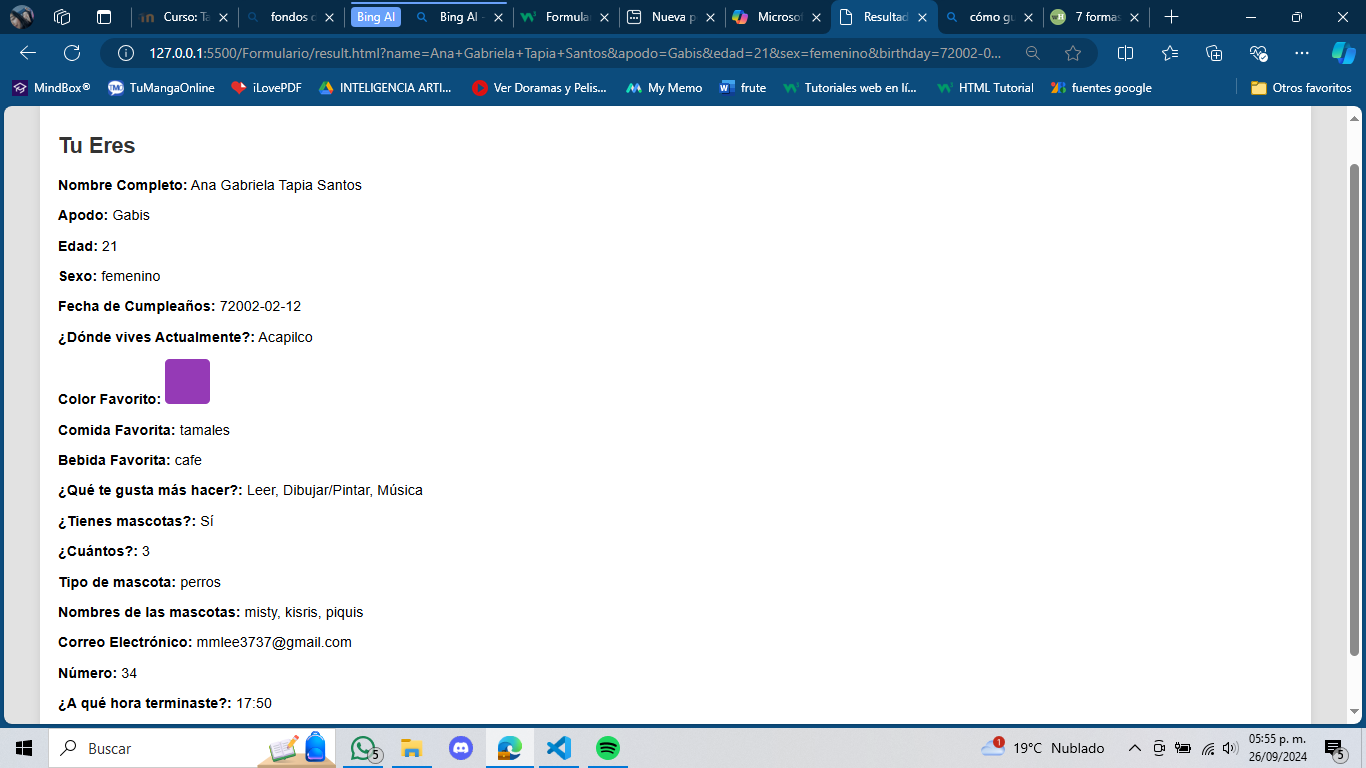 Curso: Ta
fondos d
Bing AI
Bing AI -
Formular
Nueva p
Microsof
Resultad
cómo gu
7 formas
127.0.0.1:5500/Formulario/result.html?name=Ana+Gabriela+Tapia+Santos&apodo=Gabis&edad=21&sex=femenino&birthday=72002-0...
MindBox®
TuMangaOnline
iLovePDF
INTELIGENCIA ARTI...
Ver Doramas y Pelis...
My Memo
frute
Tutoriales web en lí...
HTML Tutorial
fuentes google
Otros favoritos
Tu Eres
Nombre Completo: Ana Gabriela Tapia Santos
Apodo: Gabis
Edad: 21
Sexo: femenino
Fecha de Cumpleaños: 72002-02-12
¿Dónde vives Actualmente?: Acapilco
Color Favorito:
Comida Favorita: tamales
Bebida Favorita: cafe
¿Qué te gusta más hacer?: Leer, Dibujar/Pintar, Música
¿Tienes mascotas?: Sí
¿Cuántos?: 3
Tipo de mascota: perros
Nombres de las mascotas: misty, kisris, piquis
Correo Electrónico: mmlee3737@gmail.com
Número: 34
¿A qué hora terminaste?: 17:50
Buscar
5
1
19°C Nublado
05:55 p. m.
26/09/2024
5